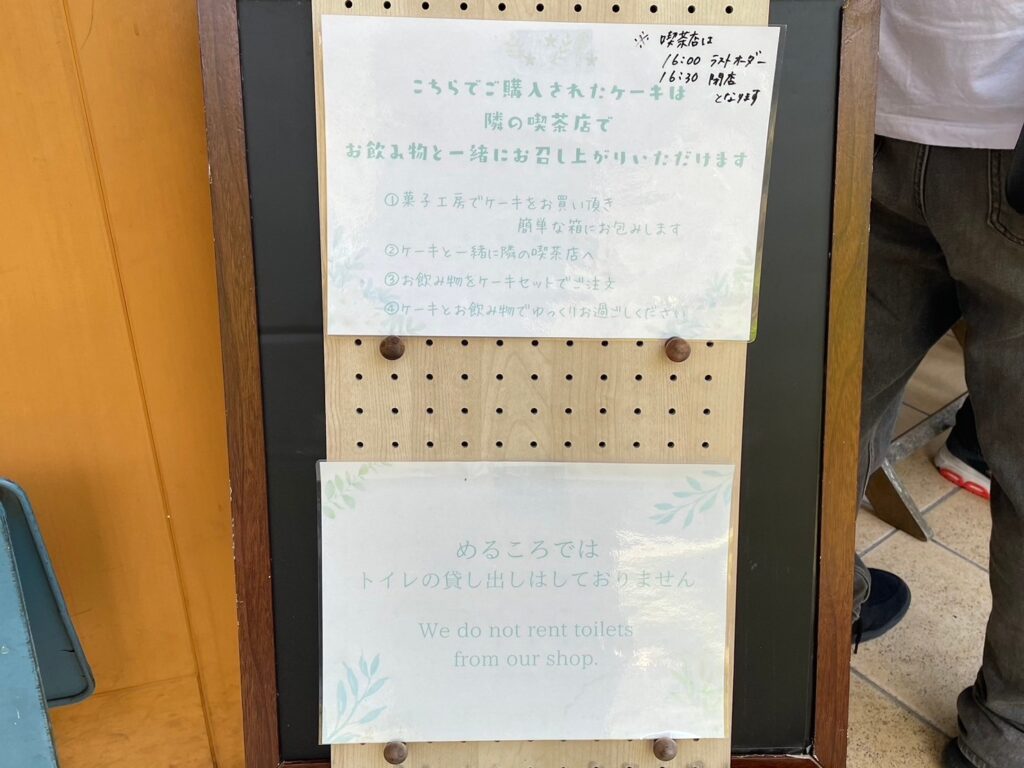 ※ 喫茶店は
16:00 ラストオーダー
16:30 閉店
となります
こちらでご購入されたケーキは
隣の喫茶店で
お飲み物と一緒にお召し上がりいただけます
①菓子工房でケーキをお買い頂き
簡単な箱にお包みします
②ケーキと一緒に隣の喫茶店へ
③お飲み物をケーキセットでご注文
④ケーキとお飲み物でゆっくりお過ごしください
めるころでは
トイレの貸し出しはしておりません
We do not rent toilets
from our shop.